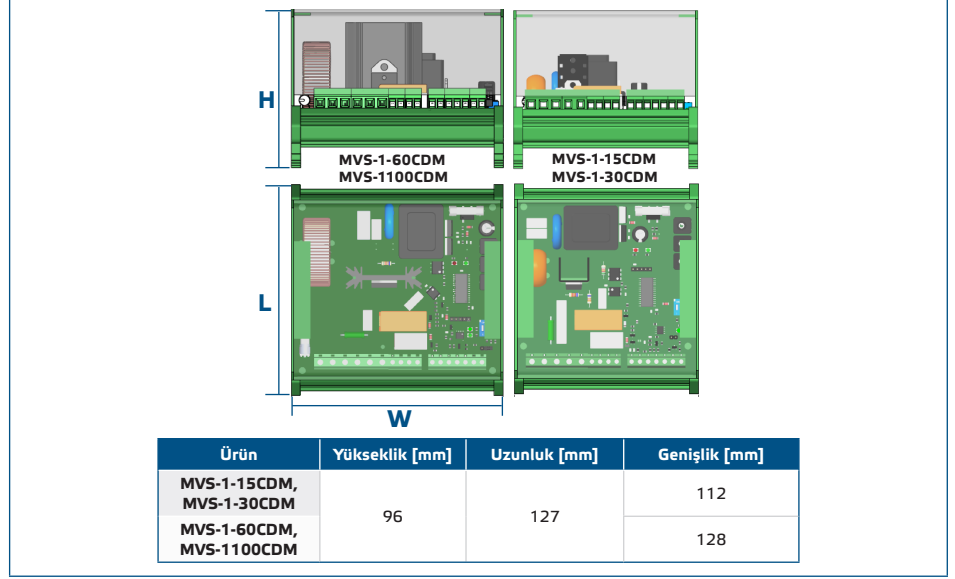 H
MVS-1-60CDM
MVS-1100CDM
MVS-1-15CDM
MVS-1-30CDM
L
W
Ürün Yükseklik [mm] Uzunluk [mm] Genişlik [mm]
MVS-1-15CDM,
MVS-1-30CDM
96 127 112
MVS-1-60CDM,
MVS-1100CDM
128